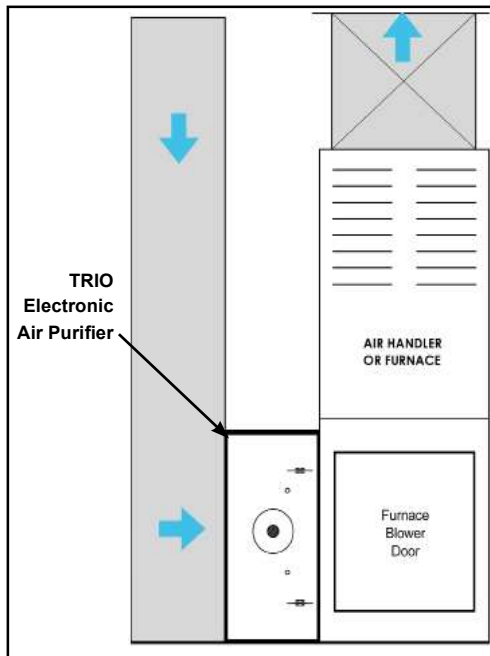 TRIO
Electronic
Air Purifier
AIR HANDLER
OR FURNACE
Furnace
Blower
Door